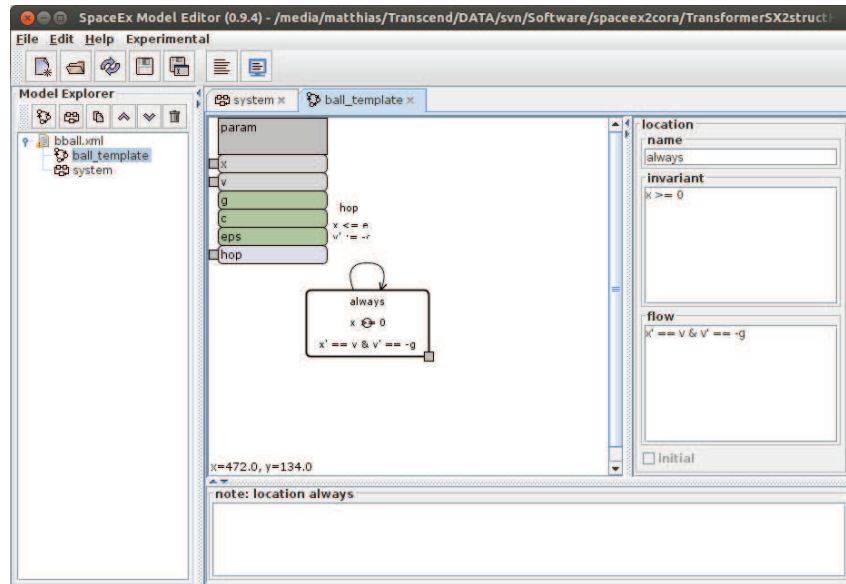 SpaceEx Model Editor (0.9.4) - /media/matthias/Transcend/DATA/svn/Software/spaceex2cora/TransformerSX2struct
File Edit Help Experimental
Model Explorer
bball.xml
ball_template
system
system × ball_template ×
param
x
v
g
c
eps
hop
hop
x <= e
always
x >= 0
x' == v & v' == -g
x=472.0, y=134.0
location
name
always
invariant
x >= 0
flow
x' == v & v' == -g
initial
note: location always